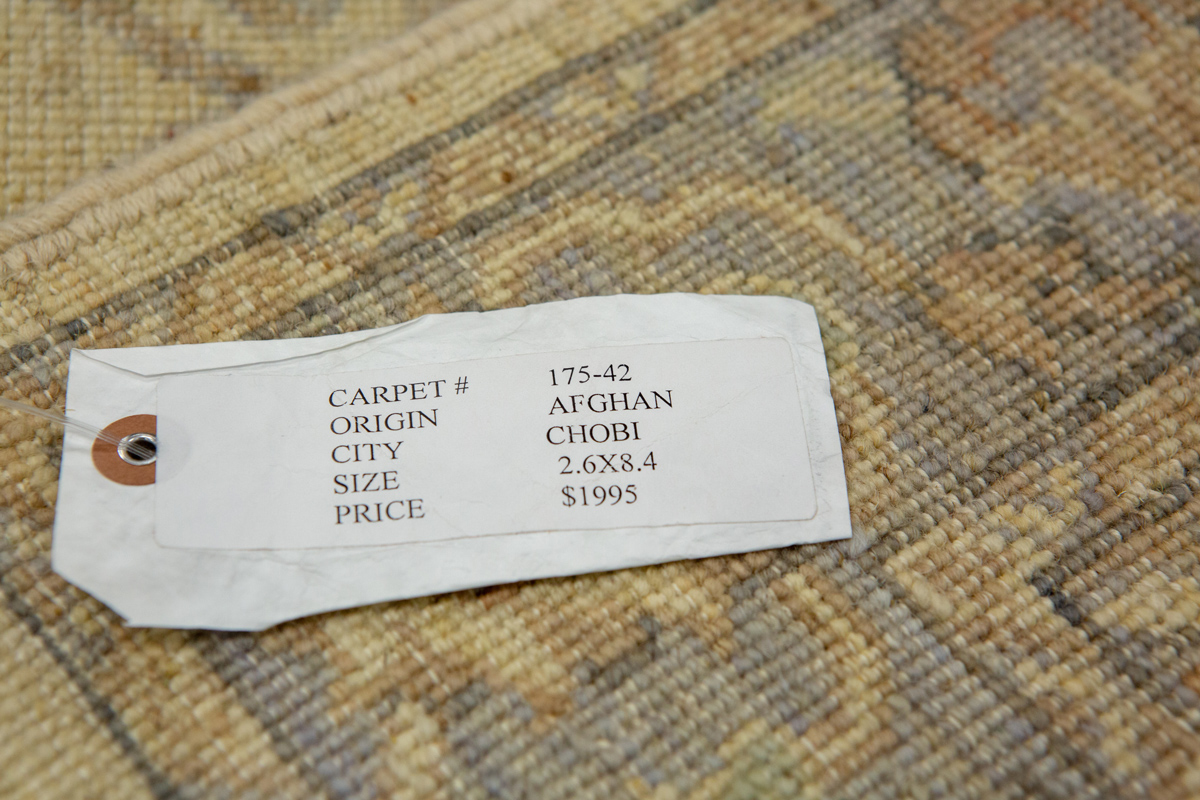 CARPET # 175-42
ORIGIN AFGHAN
CITY CHOBI
SIZE 2.6X8.4
PRICE $1995